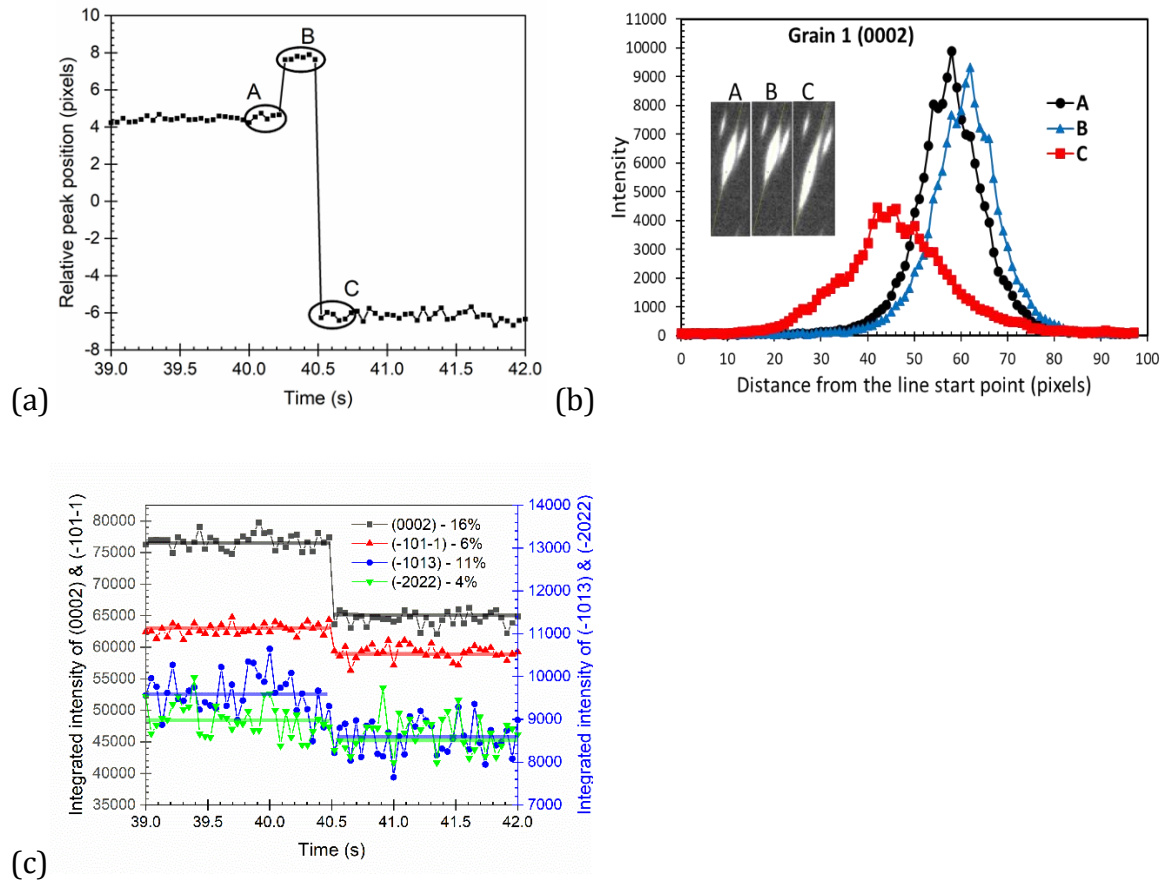 10
8
6
4
2
0
-2
-4
-6
-8
Relative peak position (pixels)
A
B
C
39.0 39.5 40.0 40.5 41.0 41.5 42.0
Time (s)
(a)
Grain 1 (0002)
10000
9000
8000
7000
6000
5000
4000
3000
2000
1000
0
Intensity
A B C
A
B
C
0 10 20 30 40 50 60 70 80 90 100
Distance from the line start point (pixels)
(b)
80000
75000
70000
65000
60000
55000
50000
45000
40000
35000
Integrated intensity of (0002) & (-101-1)
(0002) - 16%
(-101-1) - 6%
(-1013) - 11%
(-2022) - 4%
14000
13000
12000
11000
10000
9000
8000
7000
Integrated intensity of (-1013) & (-2022)
39.0 39.5 40.0 40.5 41.0 41.5 42.0
Time (s)
(c)